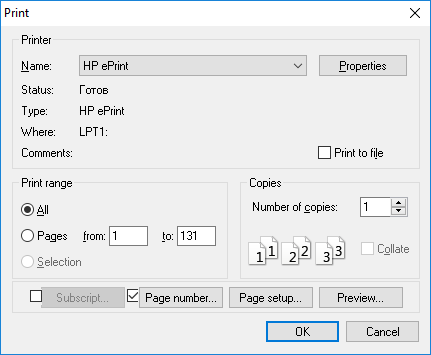 Print
Printer
Name: HP ePrint Properties
Status: Готов
Type: HP ePrint
Where: LPT1:
Comments: Print to file
Print range Copies
All Number of copies: 1
Pages from: 1 to: 131
1 1 2 2 3 3 Collate
Selection
Subscript... Page number... Page setup... Preview...
OK Cancel